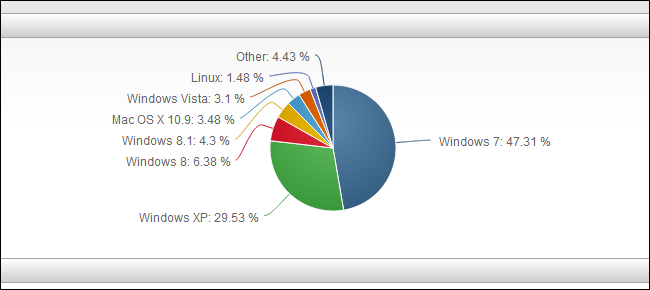 Other: 4.43 %
Linux: 1.48 %
Windows Vista: 3.1 %
Mac OS X 10.9: 3.48 %
Windows 8.1: 4.3 %
Windows 7: 47.31 %
Windows 8: 6.38 %
Windows XP: 29.53 %